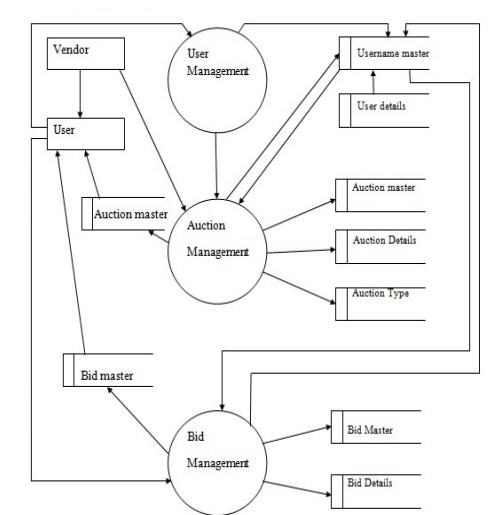 Vendor
User
Management
Username master
User details
User
Auction master
Auction master
Auction
Management
Auction Details
Auction Type
Bid master
Bid
Management
Bid Master
Bid Details